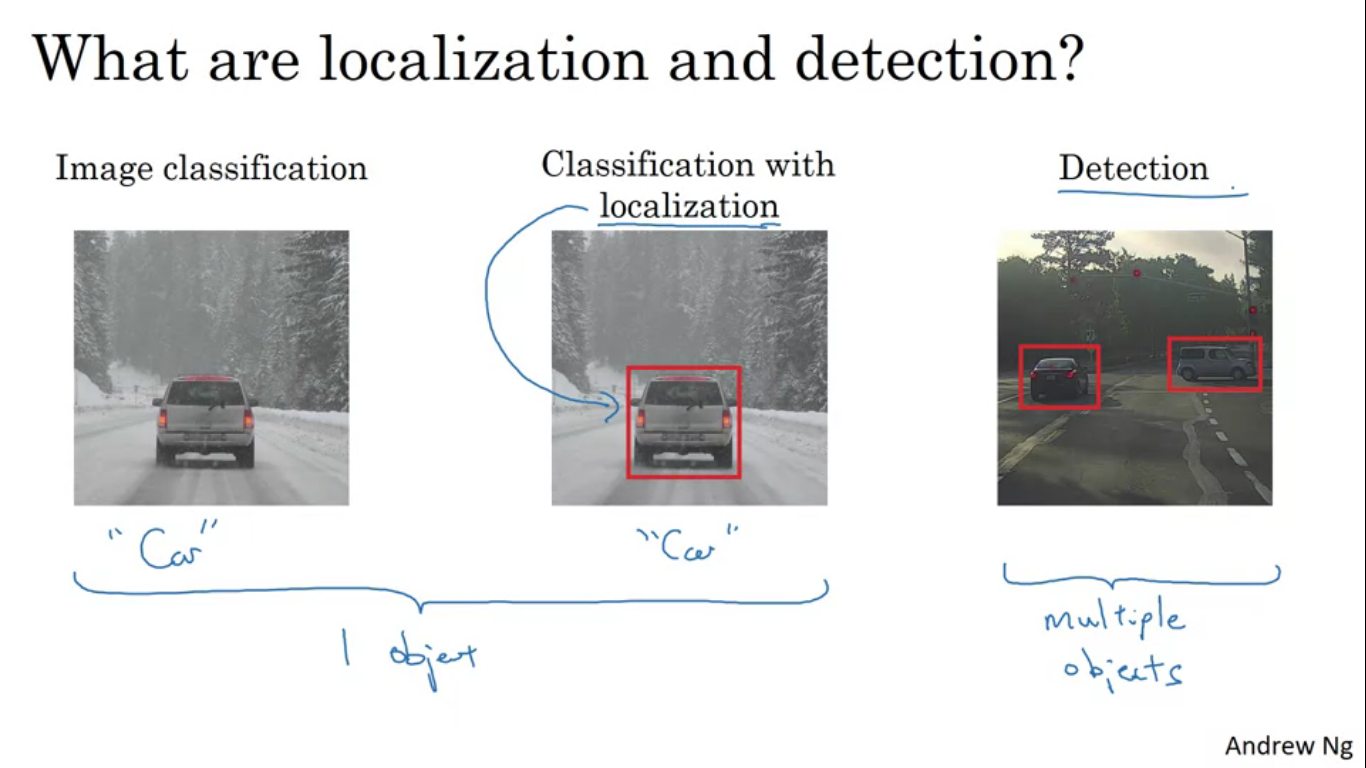 What are localization and detection?
Image classification
Classification with
localization
Detection
"Car"
"Car"
1 object
multiple
objects
Andrew Ng